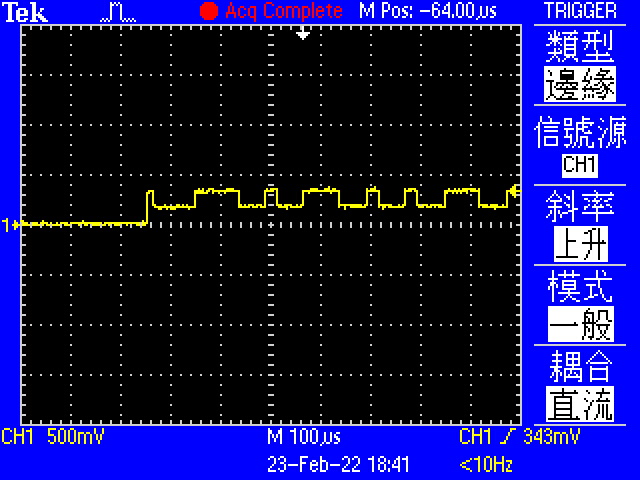 Tek Acq Complete M Pos: -64.00µs TRIGGER
類型
邊緣
信號源
CH1
斜率
上升
模式
一般
耦合
直流
1
CH1 500mV M 100µs CH1 343mV
23-Feb-22 18:41 <10Hz